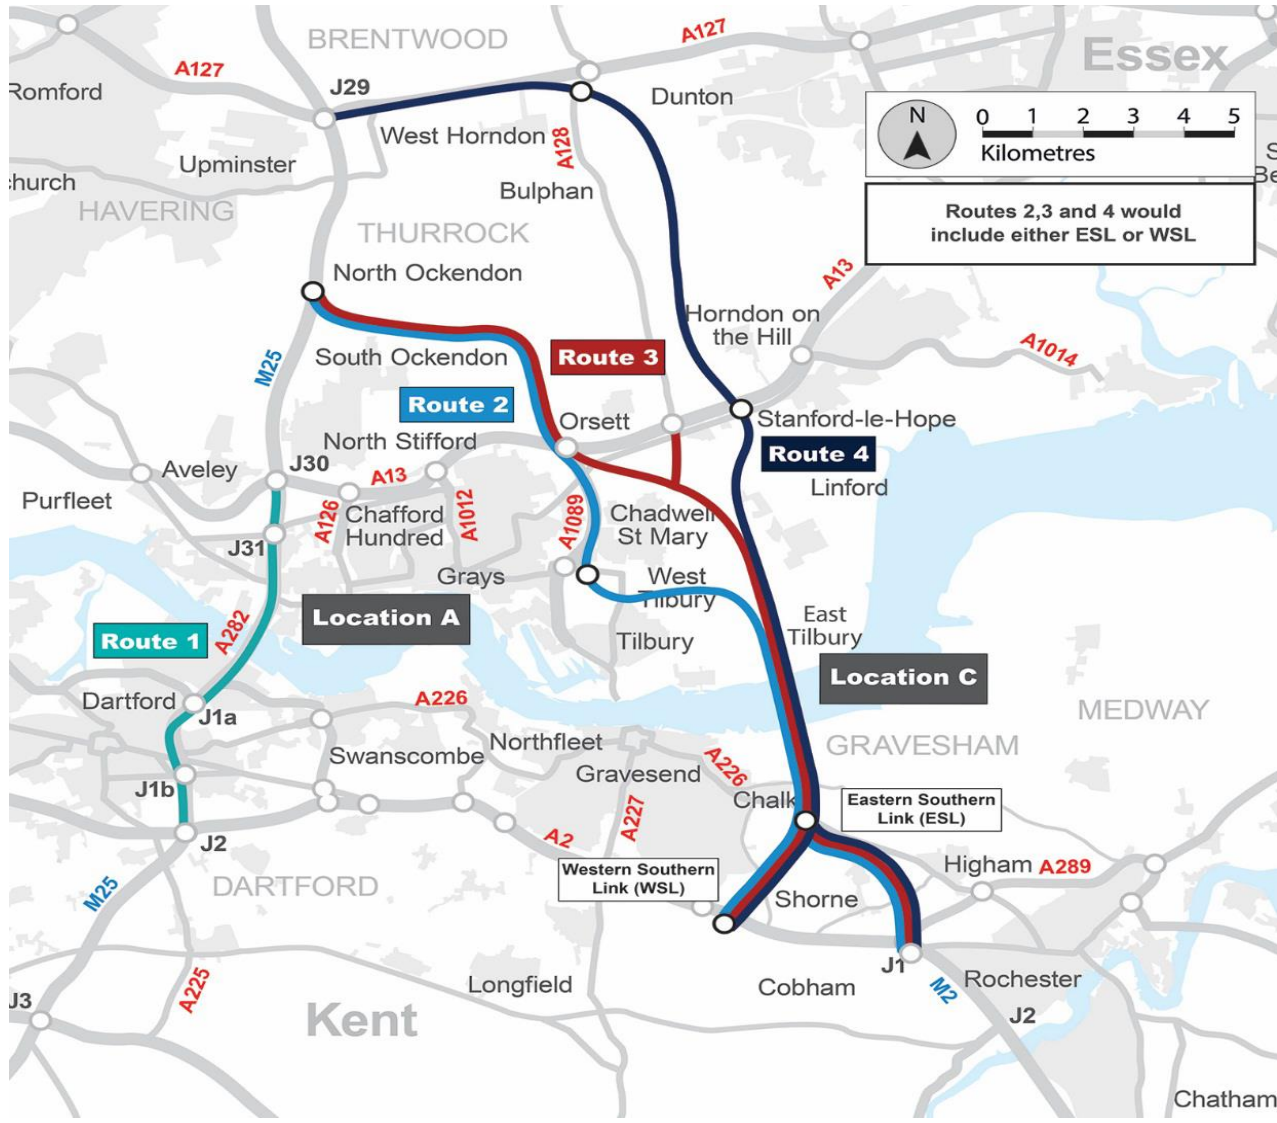 BRENTWOOD
A127
Essex
A127
J29
Romford
Dunton
West Horndon
A128
Upminster
church
Bulphan
HAVERING
THURROCK
North Ockendon
N
0 1 2 3 4 5
Kilometres
S
Be
Routes 2,3 and 4 would
include either ESL or WSL
A13
Horndon on
the Hill
A1014
M25
South Ockendon
Route 3
Route 2
Orsett
Stanford-le-Hope
North Stifford
Route 4
Aveley
J30
A13
Linford
Purfleet
A126
Chafford
Hundred
A1012
A1089
Chadwell
St Mary
J31
Grays
West
Tilbury
Location A
East
Tilbury
A282
Route 1
Tilbury
Location C
Dartford
J1a
A226
MEDWAY
Northfleet
GRAVESHAM
Swanscombe
Gravesend
A226
J1b
Chalk
Eastern Southern
Link (ESL)
A227
J2
A2
Western Southern
Link (WSL)
Higham
A289
M25
DARTFORD
Shorne
J1
Rochester
A225
Longfield
Cobham
M2
J3
Kent
J2
Chatham